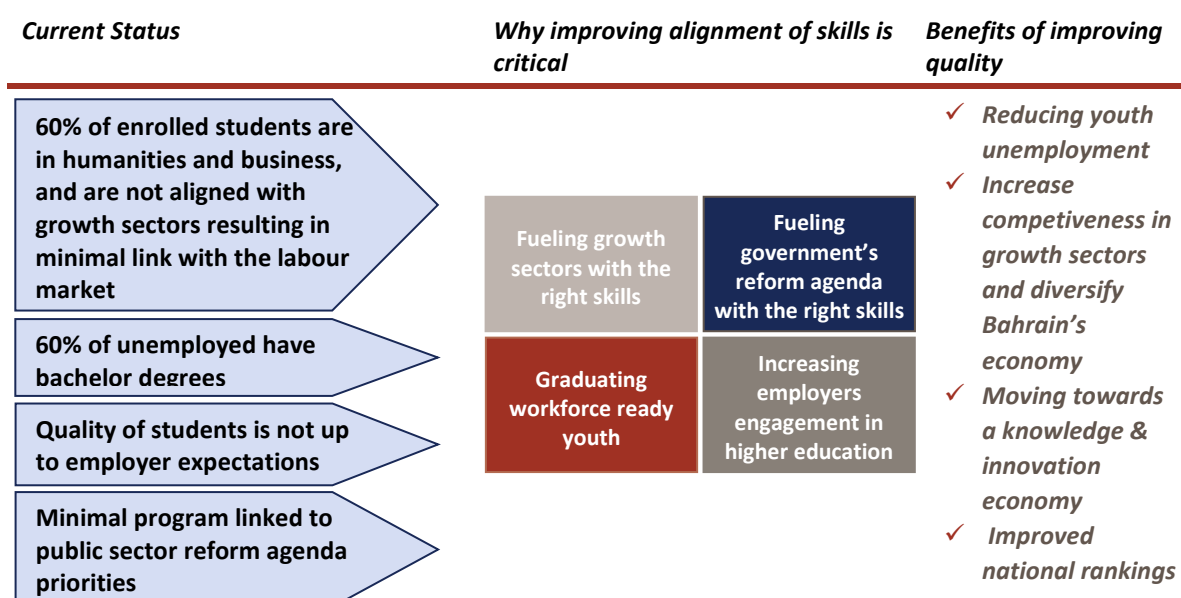 Current Status
Why improving alignment of skills is
critical
Benefits of improving
quality
60% of enrolled students are
in humanities and business,
and are not aligned with
growth sectors resulting in
minimal link with the labour
market
60% of unemployed have
bachelor degrees
Quality of students is not up
to employer expectations
Minimal program linked to
public sector reform agenda
priorities
Fueling growth
sectors with the
right skills
Fueling
government’s
reform agenda
with the right skills
Graduating
workforce ready
youth
Increasing
employers
engagement in
higher education
✓ Reducing youth
unemployment
✓ Increase
competiveness in
growth sectors
and diversify
Bahrain’s
economy
✓ Moving towards
a knowledge &
innovation
economy
✓ Improved
national rankings